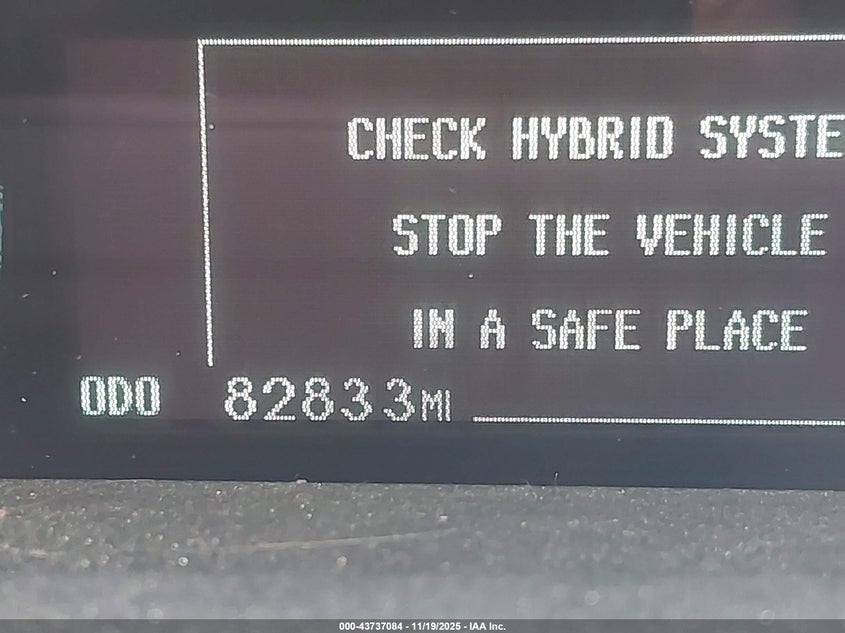 CHECK HYBRID SYSTE
STOP THE VEHICLE
IN A SAFE PLACE
ODO 82833MI
000-43737084 - 11/19/2025 - IAA Inc.